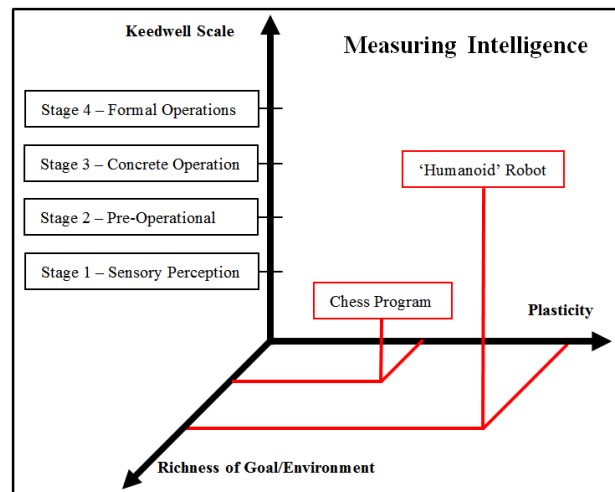 Keedwell Scale
Measuring Intelligence
Stage 4 – Formal Operations
Stage 3 – Concrete Operation
‘Humanoid’ Robot
Stage 2 – Pre-Operational
Stage 1 – Sensory Perception
Chess Program
Plasticity
Richness of Goal/Environment